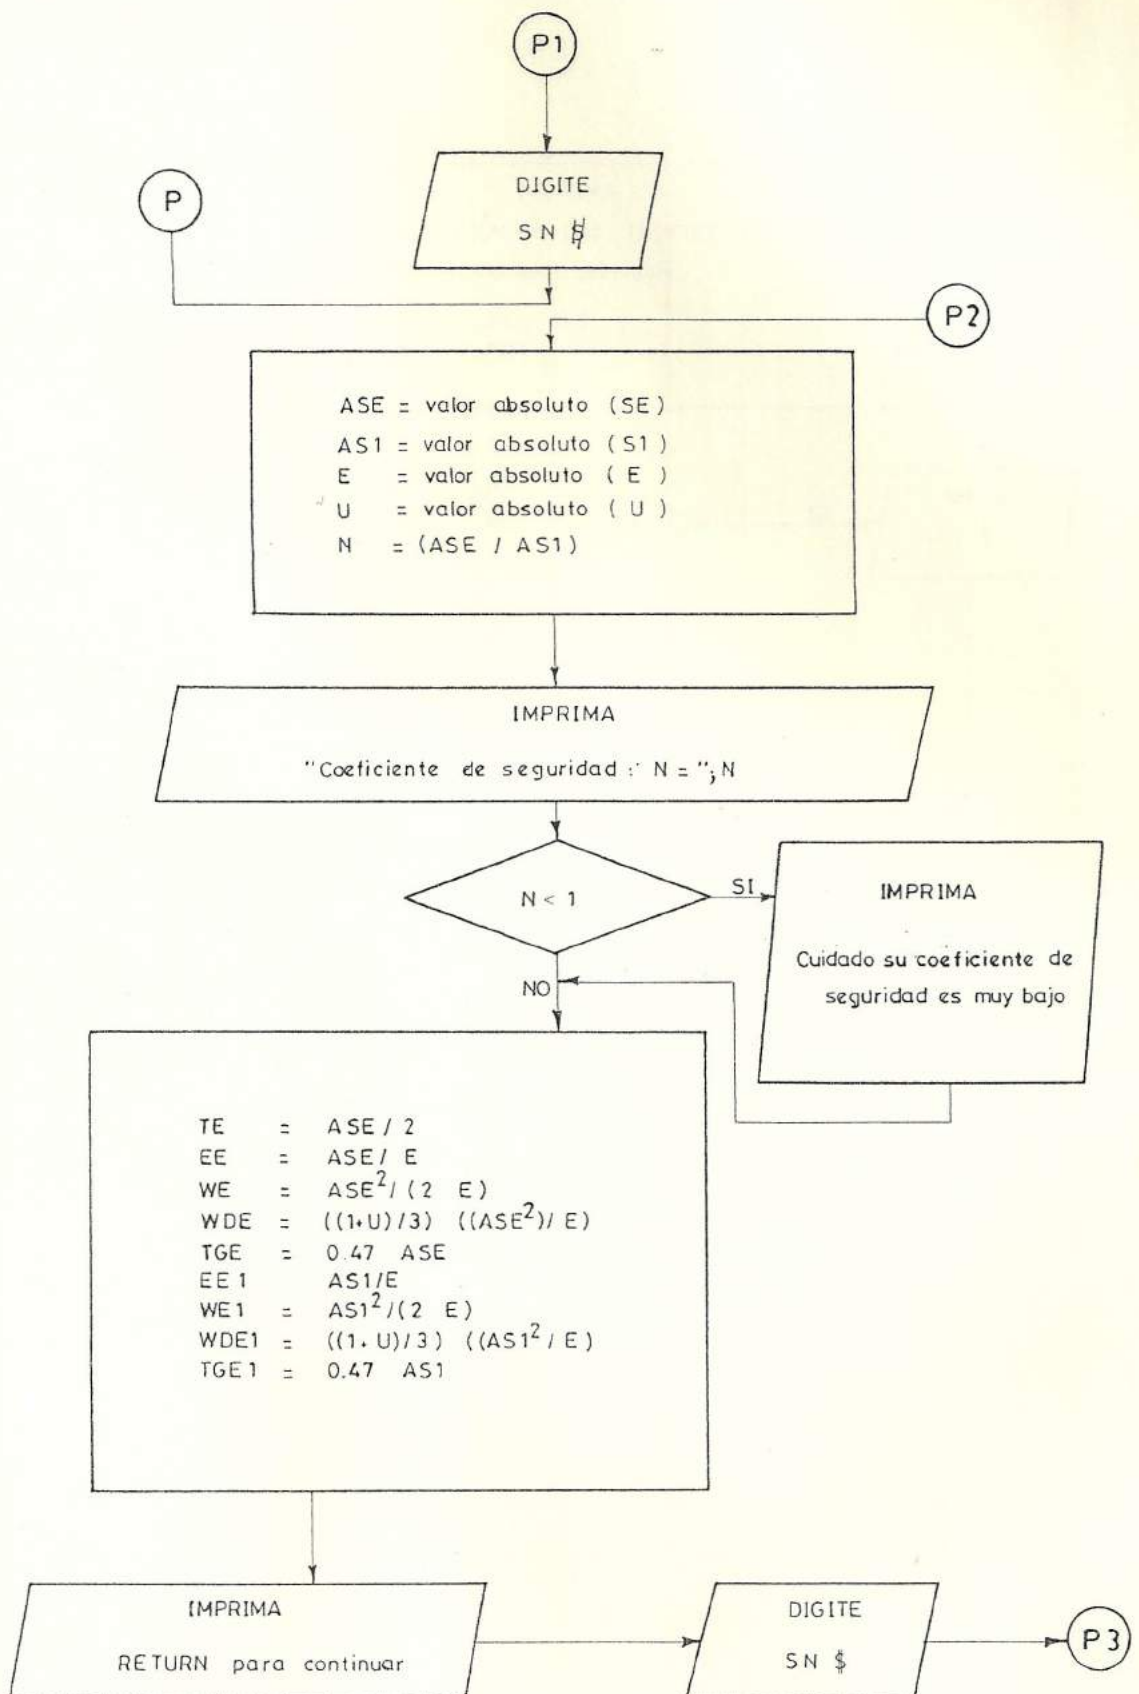 P1
DIGITE
SN $
P
P2
ASE = valor absoluto (SE)
AS1 = valor absoluto (S1)
E = valor absoluto ( E )
U = valor absoluto ( U )
N = (ASE / AS1)
IMPRIMA
"Coeficiente de seguridad : N = "; N
N < 1
SI
IMPRIMA
Cuidado su coeficiente de
seguridad es muy bajo
NO
TE = ASE / 2
EE = ASE / E
WE = ASE² / (2 E)
WDE = ((1+U)/3) ((ASE²)/ E)
TGE = 0.47 ASE
EE1 AS1/E
WE1 = AS1² /(2 E)
WDE1 = ((1+U)/3) ((AS1² / E)
TGE1 = 0.47 AS1
IMPRIMA
RETURN para continuar
DIGITE
SN $
P3